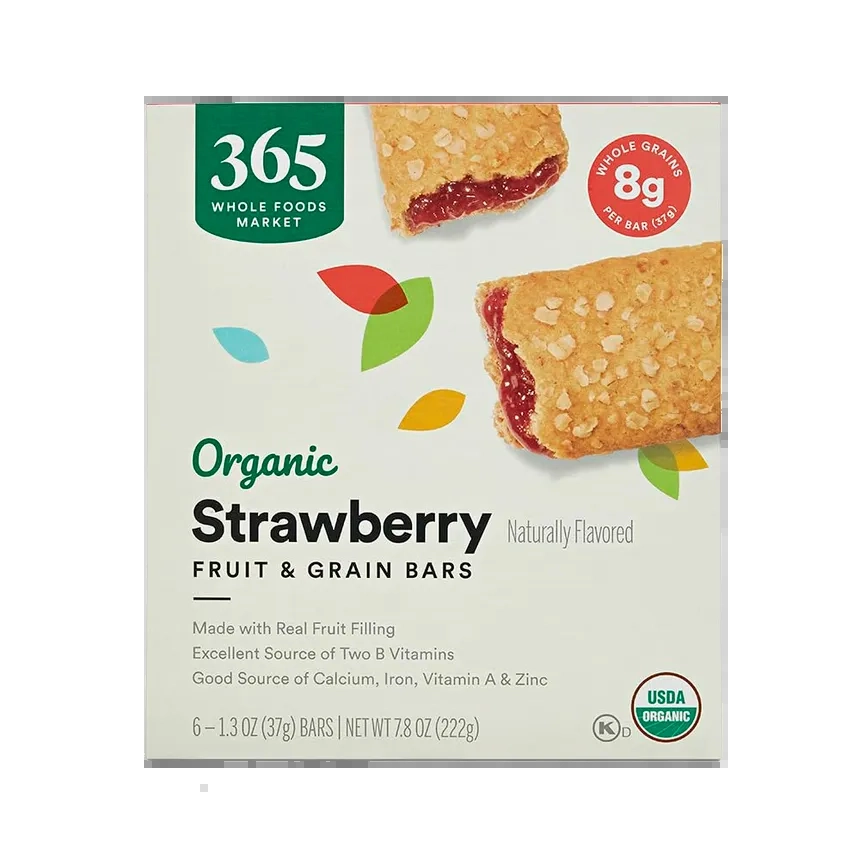 365
WHOLE FOODS
MARKET
WHOLE GRAINS
8g
PER BAR (37g)
Organic
Strawberry Naturally Flavored
FRUIT & GRAIN BARS
Made with Real Fruit Filling
Excellent Source of Two B Vitamins
Good Source of Calcium, Iron, Vitamin A & Zinc
6 – 1.3 OZ (37g) BARS | NET WT 7.8 OZ (222g)
K D
USDA
ORGANIC